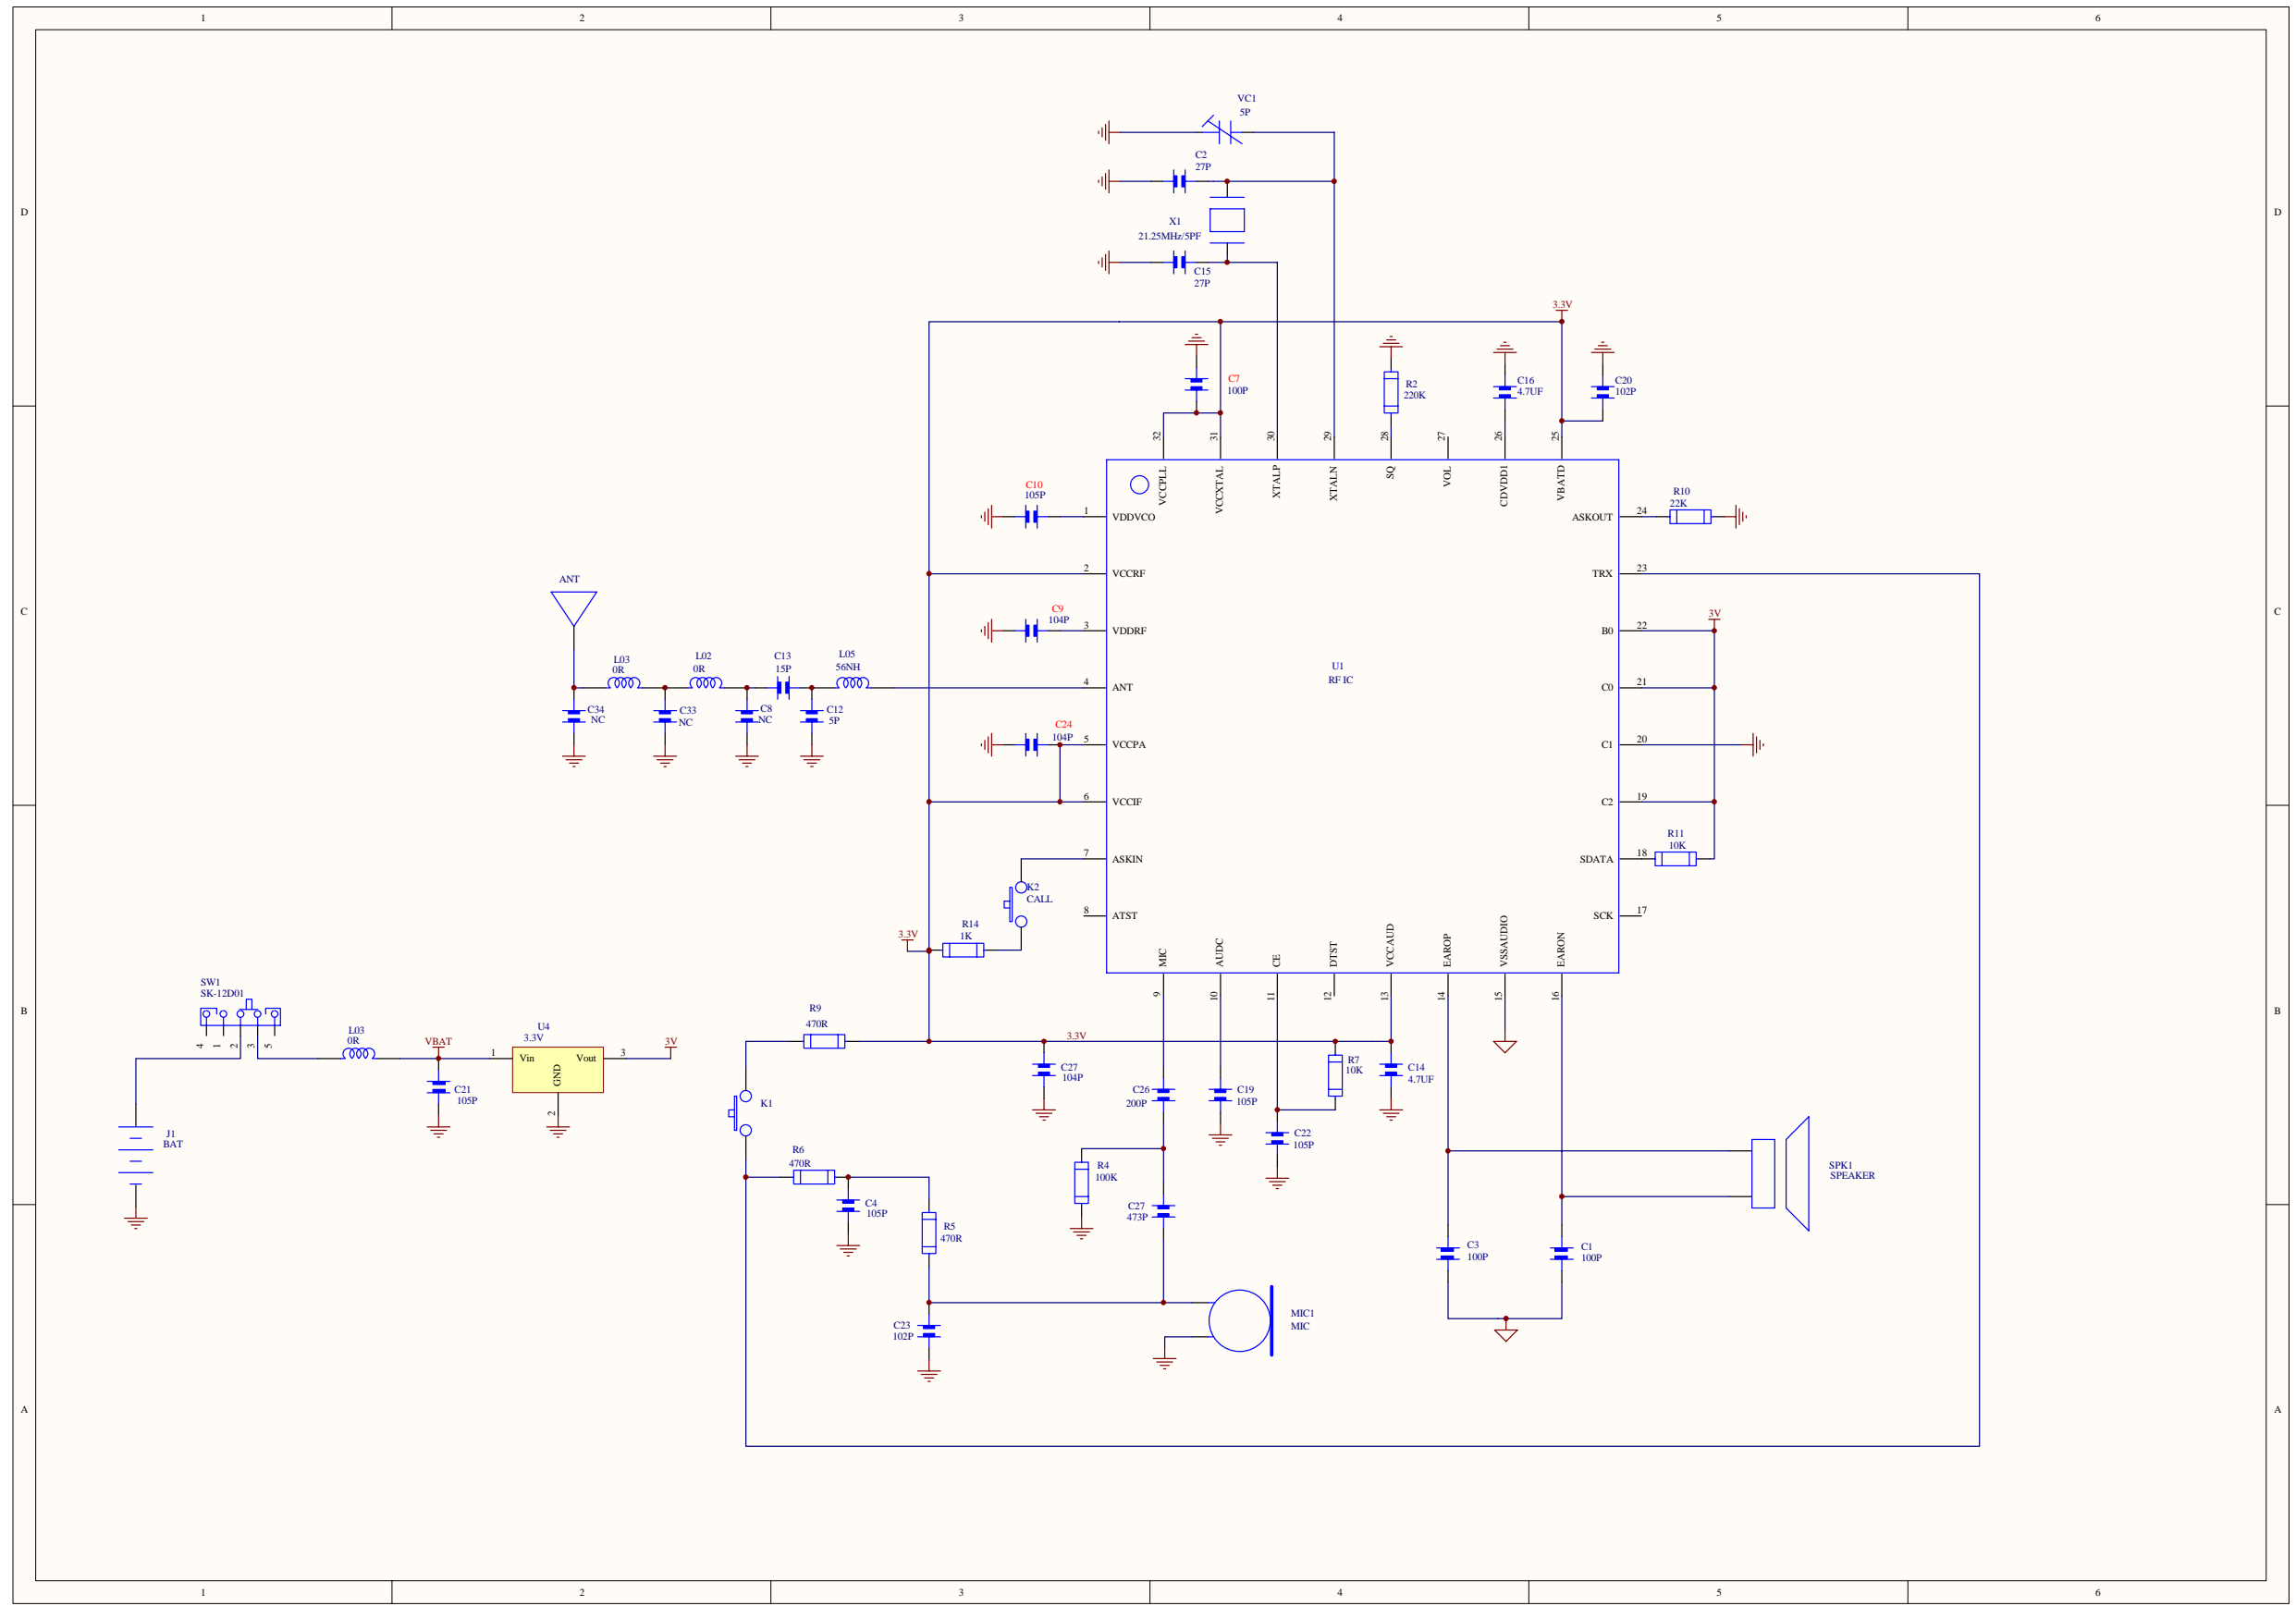 1 2 3 4 5 6
D D
C C
B B
A A
VC1
5P
C2
27P
X1
21.25MHz/5PF
C15
27P
3.3V
C7
100P
R2
220K
C16
4.7UF
C20
102P
32 31 30 29 28 27 26 25
VCCPLL
VCCXTAL
XTALP
XTALN
SQ
VOL
CDVDD1
VBATD
C10
105P
1 VDDVCO
2 VCCRF
C9
104P
3 VDDRF
4 ANT
C24
104P
5 VCCPA
6 VCCIF
7 ASKIN
8 ATST
U1
RF IC
ASKOUT 24
R10
22K
TRX 23
3V
B0 22
C0 21
C1 20
C2 19
R11
10K
SDATA 18
SCK 17
ANT
L03
0R
L02
0R
C13
15P
L05
56NH
C34
NC
C33
NC
C8
NC
C12
5P
K2
CALL
R14
1K
3.3V
MIC
AUDC
CE
DTST
VCCAUD
EAROP
VSSAUDIO
EARON
9 10 11 12 13 14 15 16
SW1
SK-12D01
4 1 2 3 5
L03
0R
VBAT
C21
105P
U4
3.3V
1 Vin Vout 3
GND
2
3V
J1
BAT
R9
470R
3.3V
C27
104P
K1
R6
470R
C4
105P
R5
470R
C23
102P
C26
200P
R4
100K
C27
473P
C19
105P
C22
105P
R7
10K
C14
4.7UF
MIC1
MIC
C3
100P
C1
100P
SPK1
SPEAKER
1 2 3 4 5 6